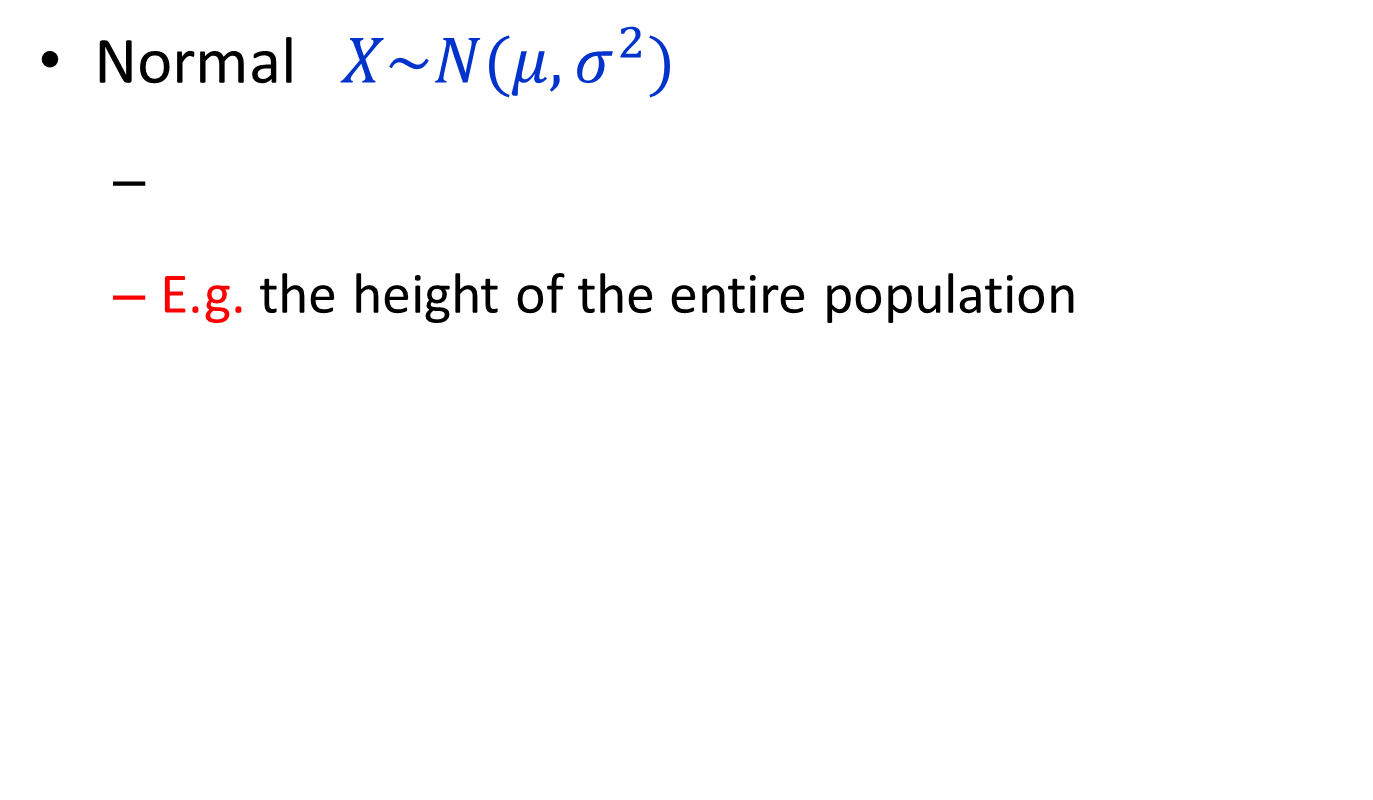 • Normal 𝑋~𝑁(𝜇, 𝜎²)
–
– E.g. the height of the entire population